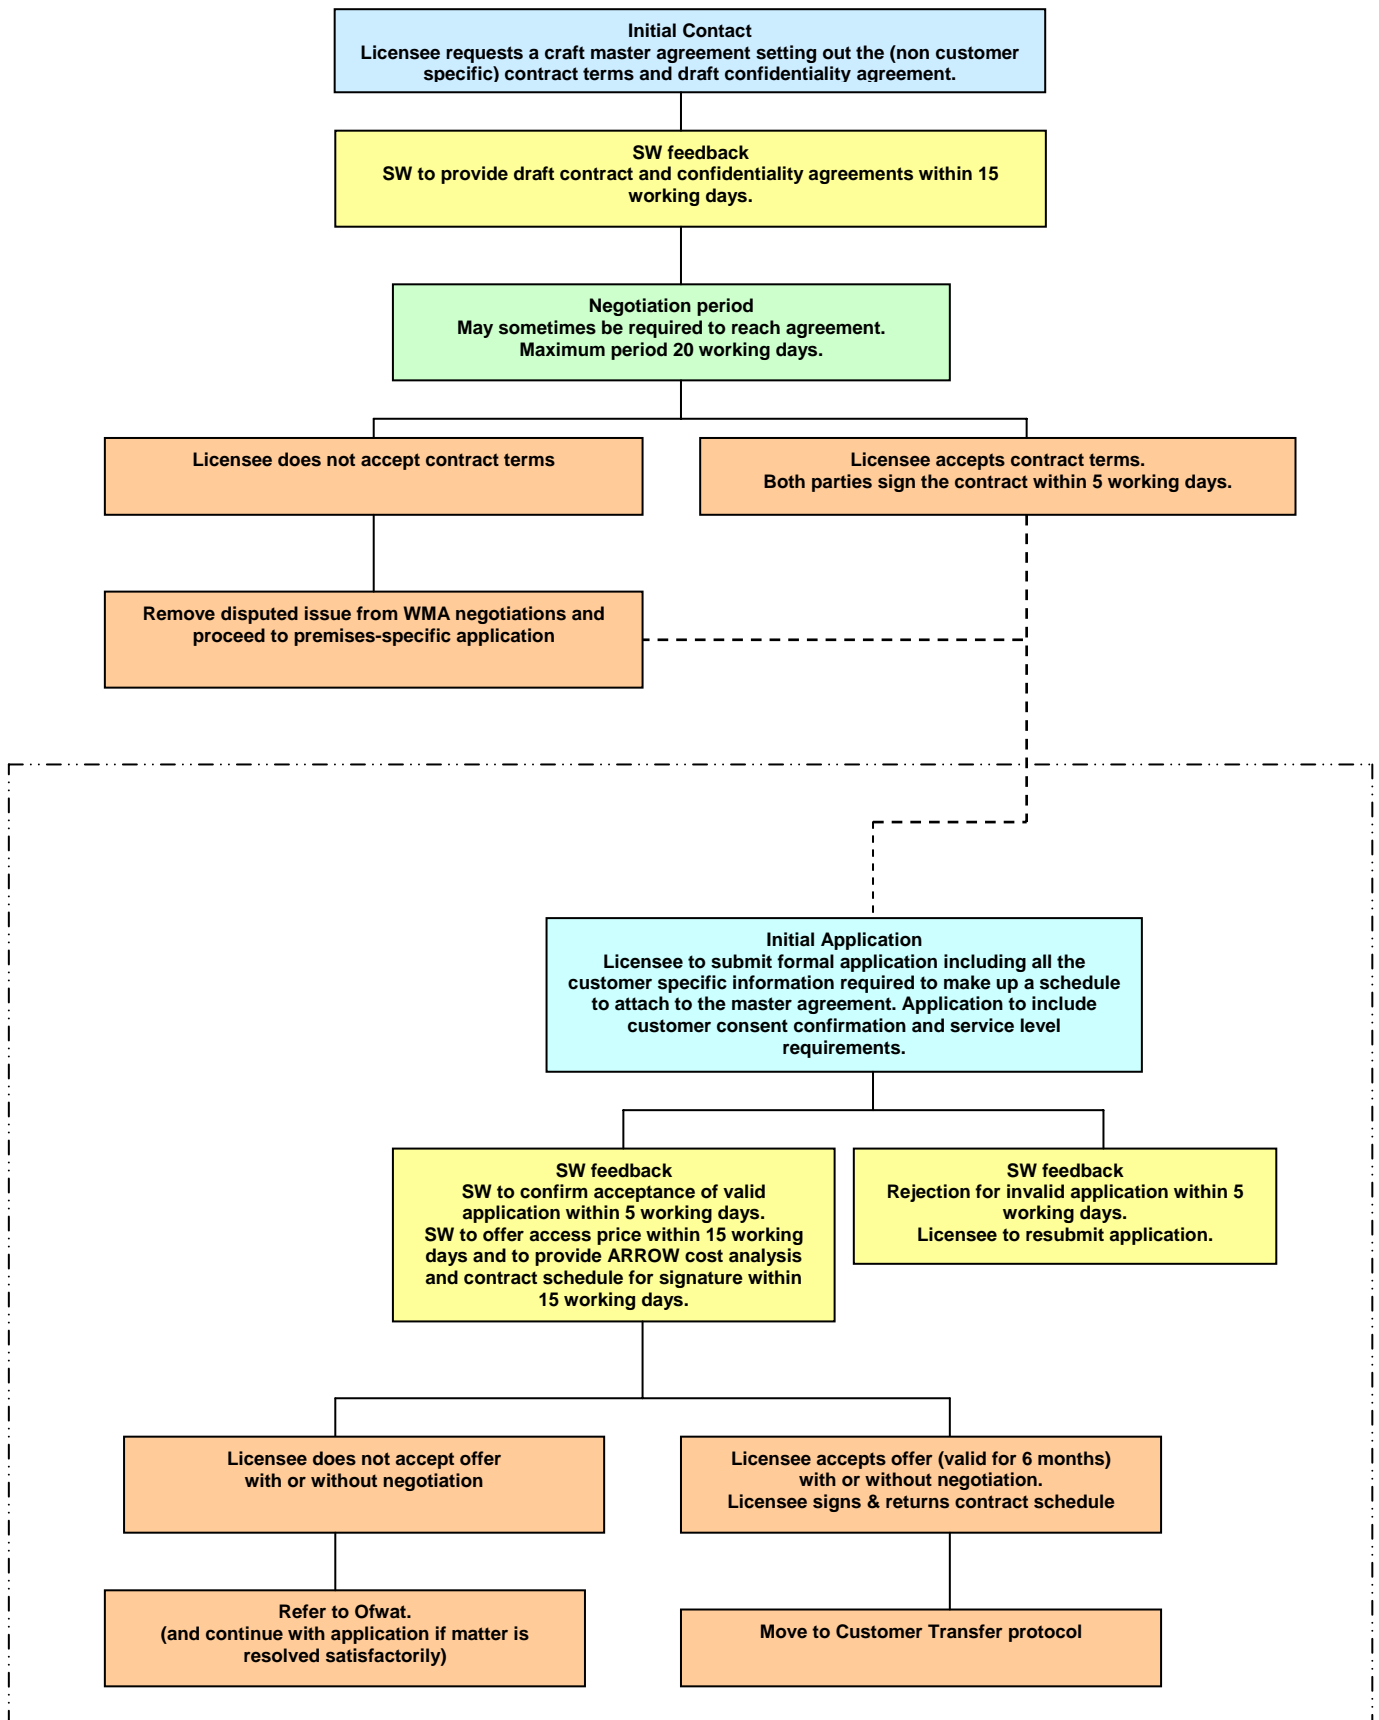 Initial Contact
Licensee requests a craft master agreement setting out the (non customer
specific) contract terms and draft confidentiality agreement.
SW feedback
SW to provide draft contract and confidentiality agreements within 15
working days.
Negotiation period
May sometimes be required to reach agreement.
Maximum period 20 working days.
Licensee does not accept contract terms
Licensee accepts contract terms.
Both parties sign the contract within 5 working days.
Remove disputed issue from WMA negotiations and
proceed to premises-specific application
Initial Application
Licensee to submit formal application including all the
customer specific information required to make up a schedule
to attach to the master agreement. Application to include
customer consent confirmation and service level
requirements.
SW feedback
SW to confirm acceptance of valid
application within 5 working days.
SW to offer access price within 15 working
days and to provide ARROW cost analysis
and contract schedule for signature within
15 working days.
SW feedback
Rejection for invalid application within 5
working days.
Licensee to resubmit application.
Licensee does not accept offer
with or without negotiation
Licensee accepts offer (valid for 6 months)
with or without negotiation.
Licensee signs & returns contract schedule
Refer to Ofwat.
(and continue with application if matter is
resolved satisfactorily)
Move to Customer Transfer protocol